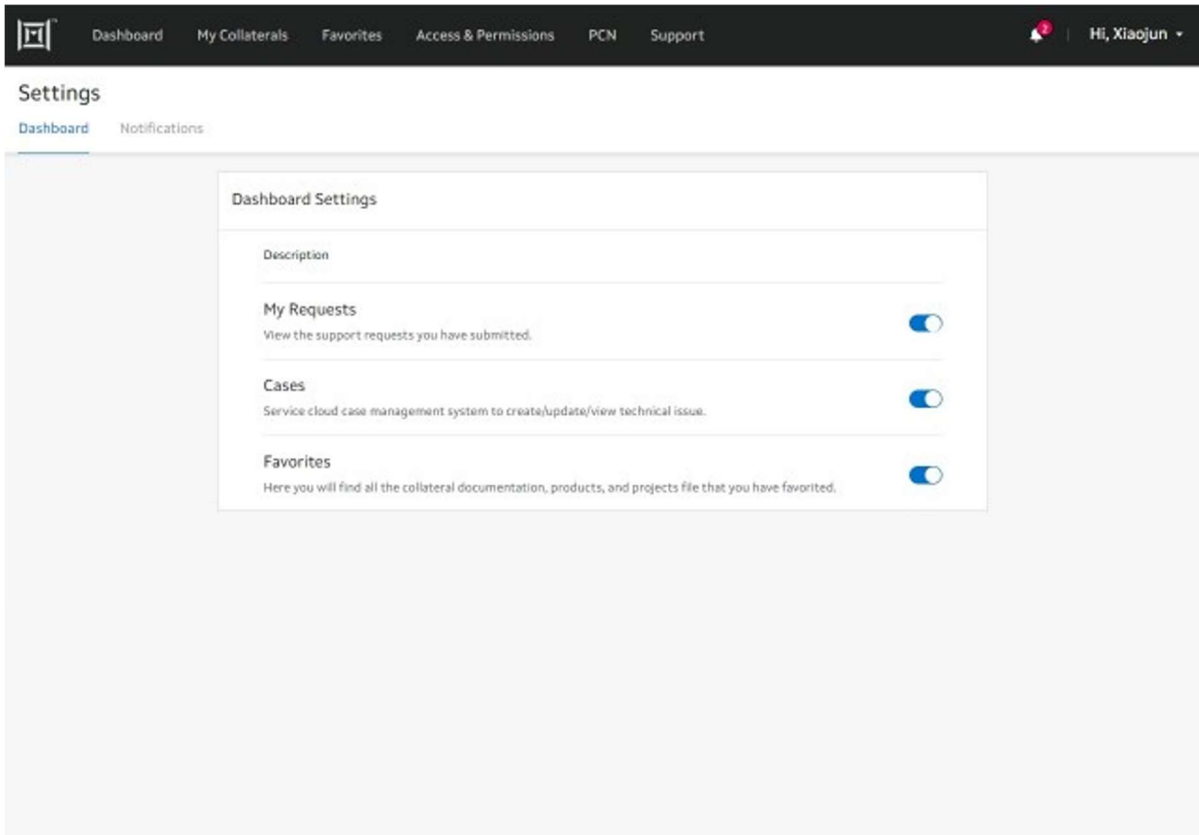 Dashboard My Collaterals Favorites Access & Permissions PCN Support 2 Hi, Xiaojun
Settings
Dashboard Notifications
Dashboard Settings
Description
My Requests
View the support requests you have submitted.
Cases
Service cloud case management system to create/update/view technical issue.
Favorites
Here you will find all the collateral documentation, products, and projects file that you have favorited.